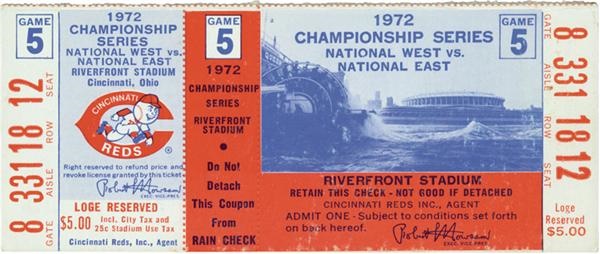 8 331 18 12
GATE AISLE ROW SEAT
GAME
5
1972
CHAMPIONSHIP
SERIES
NATIONAL WEST vs.
NATIONAL EAST
RIVERFRONT STADIUM
Cincinnati, Ohio
CINCINNATI
REDS
Right reserved to refund price and
revoke license granted by this ticket
EXEC. VICE PRES.
LOGE RESERVED
$5.00
Incl. City Tax and
25c Stadium Use Tax
Cincinnati Reds, Inc., Agent
GAME
5
1972
CHAMPIONSHIP
SERIES
RIVERFRONT
STADIUM
Do Not
Detach
This Coupon
From
RAIN CHECK
1972
CHAMPIONSHIP SERIES
NATIONAL WEST vs.
NATIONAL EAST
GAME
5
RIVERFRONT STADIUM
RETAIN THIS CHECK - NOT GOOD IF DETACHED
CINCINNATI REDS INC., AGENT
ADMIT ONE - Subject to conditions set forth
on back hereof.
EXEC. VICE-PRES.
GATE AISLE ROW SEAT
8 331 18 12
Loge
Reserved
$5.00